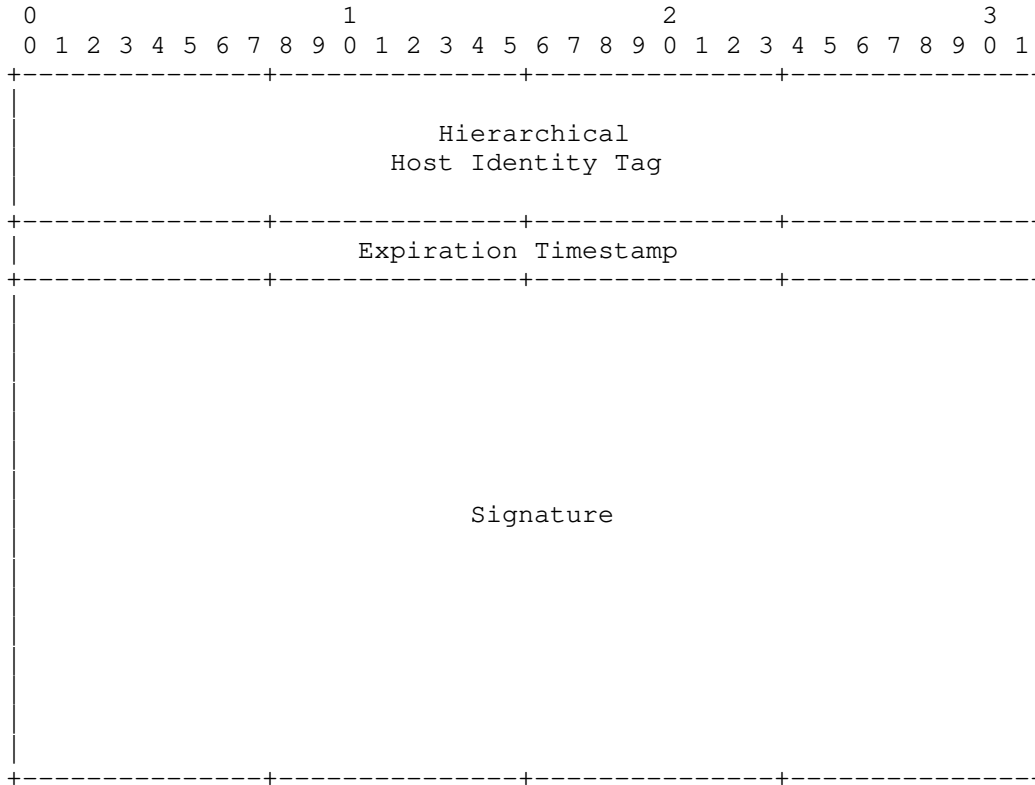 0 1 2 3
0 1 2 3 4 5 6 7 8 9 0 1 2 3 4 5 6 7 8 9 0 1 2 3 4 5 6 7 8 9 0 1
Hierarchical
Host Identity Tag
Expiration Timestamp
Signature